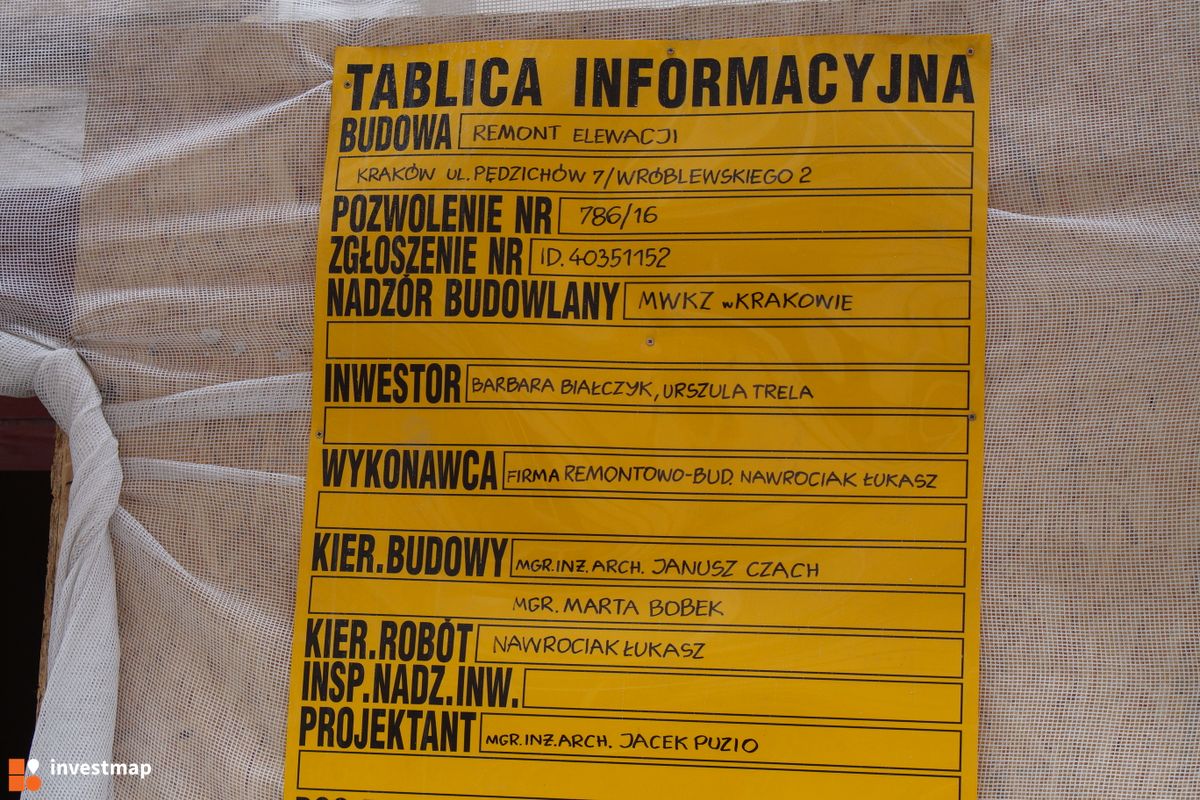 TABLICA INFORMACYJNA
BUDOWA REMONT ELEWACJI
KRAKÓW UL. PĘDZICHÓW 7/WRÓBLEWSKIEGO 2
POZWOLENIE NR 786/16
ZGŁOSZENIE NR ID. 40351152
NADZÓR BUDOWLANY MWKZ w KRAKOWIE
INWESTOR BARBARA BIAŁCZYK, URSZULA TRELA
WYKONAWCA FIRMA REMONTOWO-BUD. NAWROCIAK ŁUKASZ
KIER.BUDOWY MGR.INŻ.ARCH. JANUSZ CZACH
MGR. MARTA BOBEK
KIER.ROBÓT NAWROCIAK ŁUKASZ
INSP.NADZ.INW.
PROJEKTANT MGR.INŻ.ARCH. JACEK PUZIO
investmap